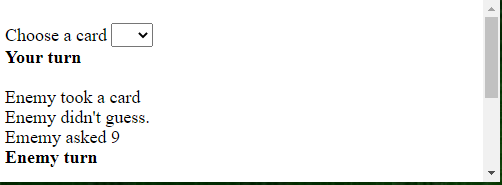 Choose a card
Your turn
Enemy took a card
Enemy didn't guess.
Ememy asked 9
Enemy turn